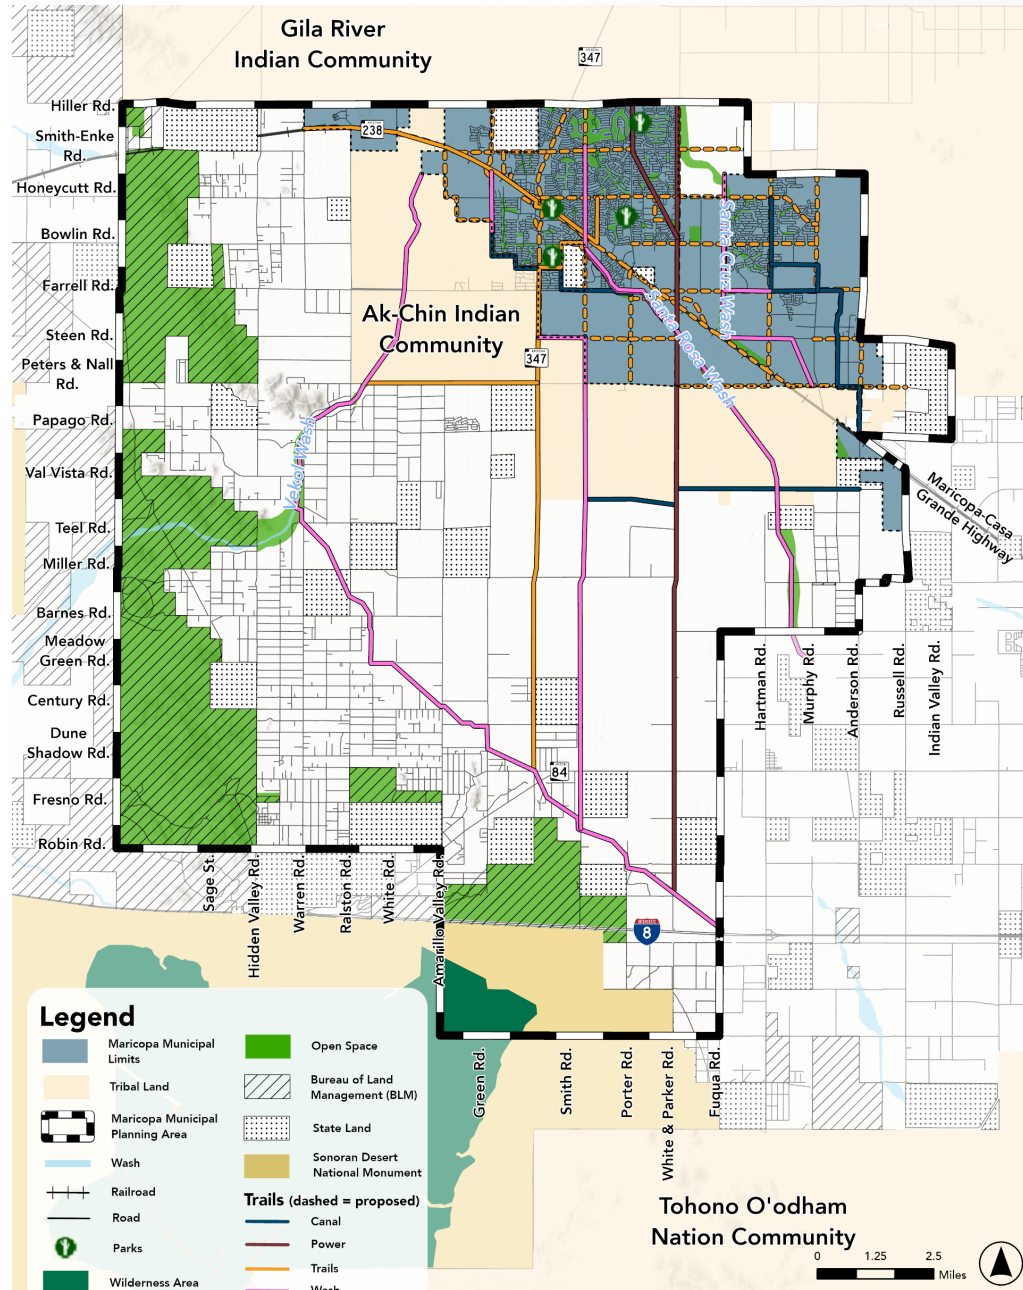 Gila River
Indian Community
ARIZONA
347
Hiller Rd.
Smith-Enke
Rd.
238
Honeycutt Rd.
Bowlin Rd.
Santa Cruz Wash
Farrell Rd.
Ak-Chin Indian
Community
Santa Rosa Wash
Steen Rd.
347
Peters & Nall
Rd.
Papago Rd.
Vekol Wash
Val Vista Rd.
Maricopa-Casa
Grande Highway
Teel Rd.
Miller Rd.
Barnes Rd.
Meadow
Green Rd.
Hartman Rd.
Murphy Rd.
Anderson Rd.
Russell Rd.
Indian Valley Rd.
Century Rd.
Dune
Shadow Rd.
84
Fresno Rd.
Robin Rd.
Sage St.
Hidden Valley Rd.
Warren Rd.
Ralston Rd.
White Rd.
Amarillo Valley Rd.
INTERSTATE
8
Green Rd.
Smith Rd.
Porter Rd.
White & Parker Rd.
Fuqua Rd.
Legend
Maricopa Municipal
Limits
Tribal Land
Maricopa Municipal
Planning Area
Wash
Railroad
Road
Parks
Wilderness Area
Open Space
Bureau of Land
Management (BLM)
State Land
Sonoran Desert
National Monument
Trails (dashed = proposed)
Canal
Power
Trails
Wash
Tohono O'odham
Nation Community
0 1.25 2.5
Miles